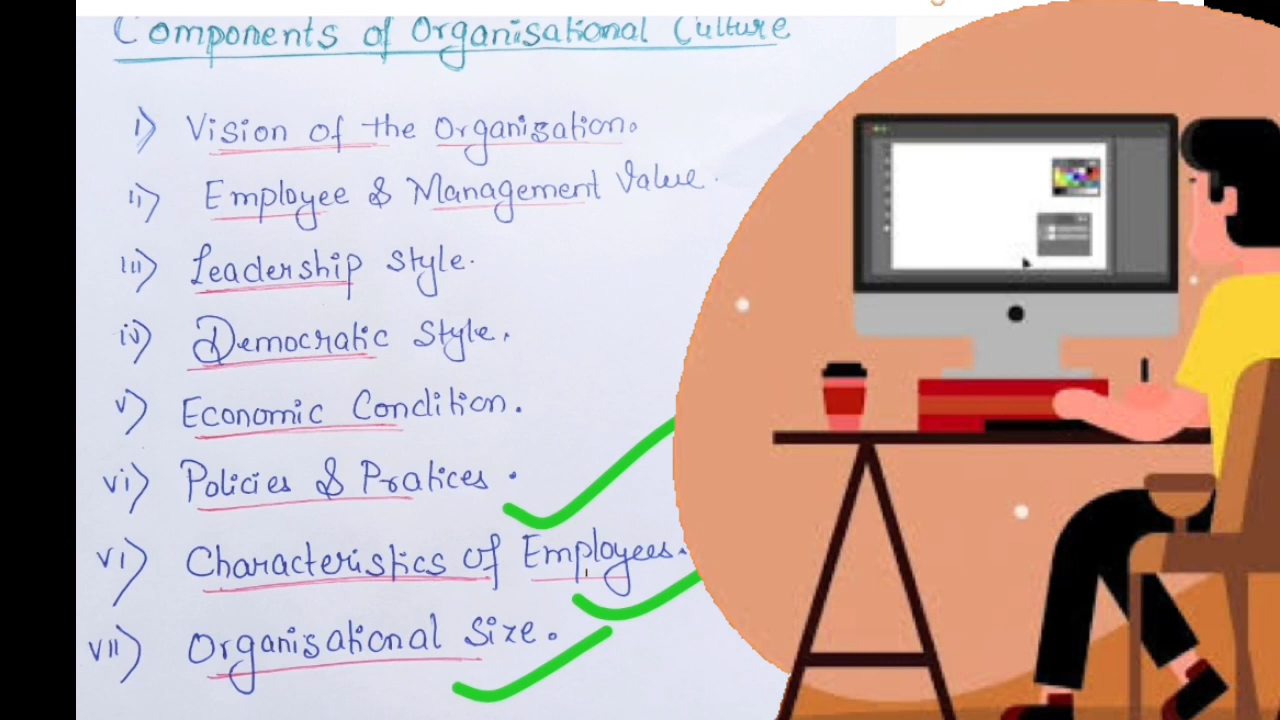 Components of Organisational Culture
i) Vision of the Organisation.
ii) Employee & Management Value.
iii) Leadership Style.
iv) Democratic Style.
v) Economic Condition.
vi) Policies & Pratices.
vi) Characteristics of Employees.
vii) Organisational Size.